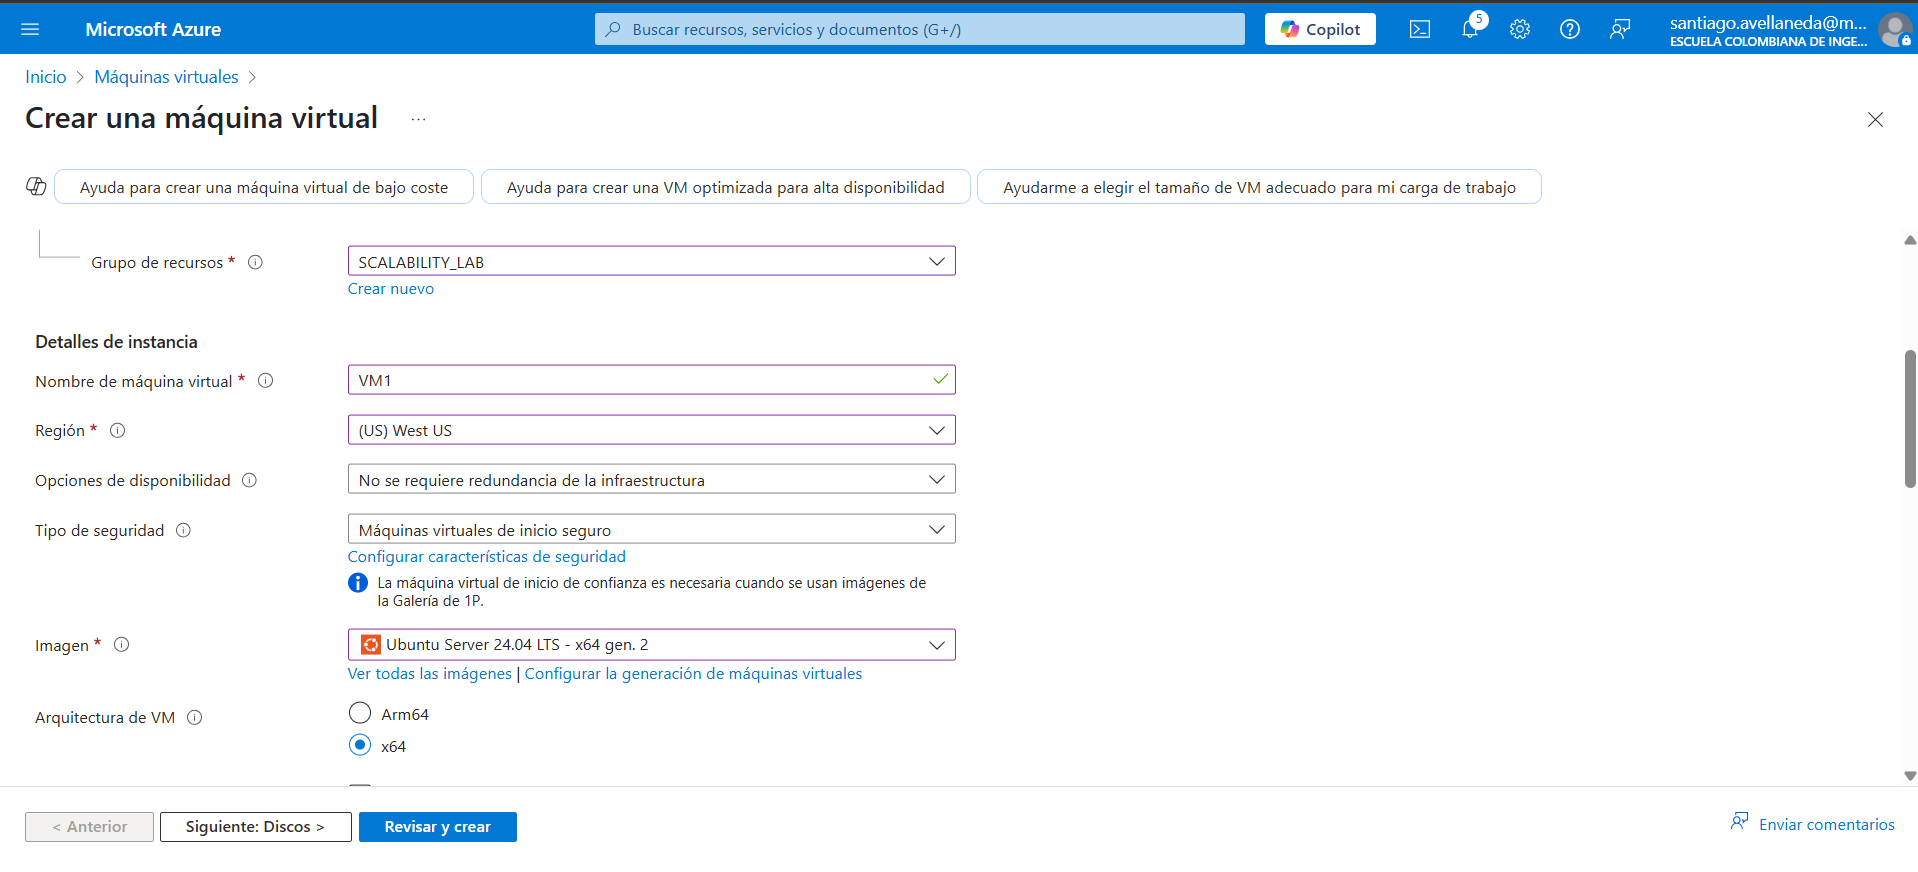 Microsoft Azure
Buscar recursos, servicios y documentos (G+/)
Copilot
5
santiago.avellaneda@m...
ESCUELA COLOMBIANA DE INGE...
Inicio > Máquinas virtuales >
Crear una máquina virtual ...
Ayuda para crear una máquina virtual de bajo coste
Ayuda para crear una VM optimizada para alta disponibilidad
Ayudarme a elegir el tamaño de VM adecuado para mi carga de trabajo
Grupo de recursos *
SCALABILITY_LAB
Crear nuevo
Detalles de instancia
Nombre de máquina virtual *
VM1
Región *
(US) West US
Opciones de disponibilidad
No se requiere redundancia de la infraestructura
Tipo de seguridad
Máquinas virtuales de inicio seguro
Configurar características de seguridad
La máquina virtual de inicio de confianza es necesaria cuando se usan imágenes de
la Galería de 1P.
Imagen *
Ubuntu Server 24.04 LTS - x64 gen. 2
Ver todas las imágenes | Configurar la generación de máquinas virtuales
Arquitectura de VM
Arm64
x64
< Anterior
Siguiente: Discos >
Revisar y crear
Enviar comentarios